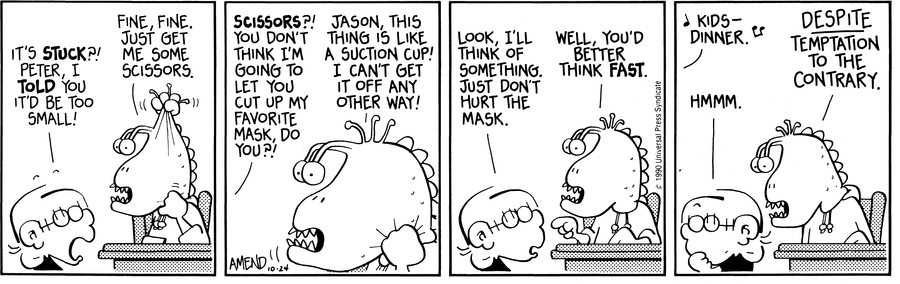 IT'S STUCK?!
PETER, I
TOLD YOU
IT'D BE TOO
SMALL!
FINE, FINE.
JUST GET
ME SOME
SCISSORS.
SCISSORS?!
YOU DON'T
THINK I'M
GOING TO
LET YOU
CUT UP MY
FAVORITE
MASK, DO
YOU?!
JASON, THIS
THING IS LIKE
A SUCTION CUP!
I CAN'T GET
IT OFF ANY
OTHER WAY!
AMEND 10-24
LOOK, I'LL
THINK OF
SOMETHING.
JUST DON'T
HURT THE
MASK.
WELL, YOU'D
BETTER
THINK FAST.
© 1990 Universal Press Syndicate
♪ KIDS–
DINNER. ♫
HMMM.
DESPITE
TEMPTATION
TO THE
CONTRARY.